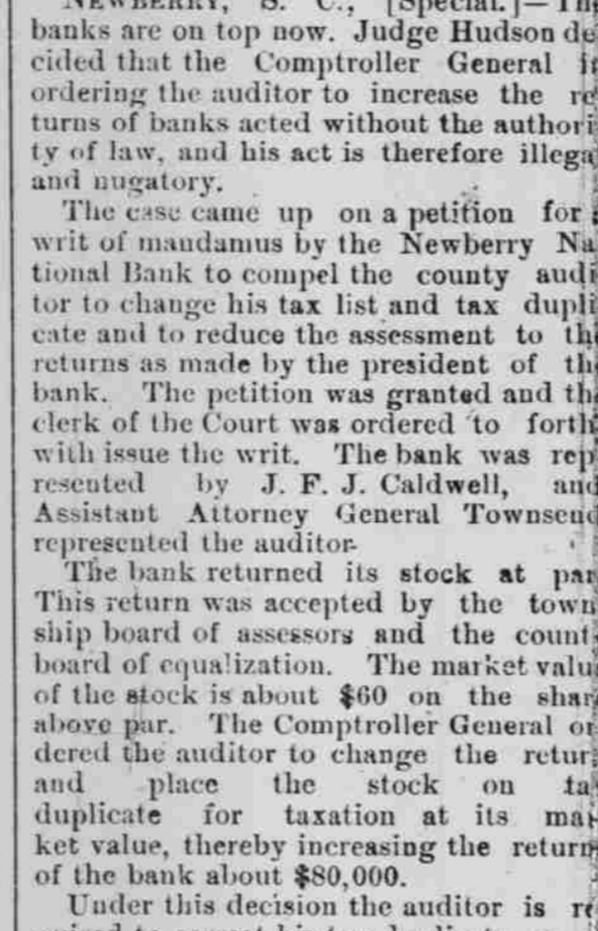 NEWBERRY, S. C., [Special.]—The
banks are on top now. Judge Hudson de
cided that the Comptroller General i
ordering the auditor to increase the re
turns of banks acted without the authori
ty of law, and his act is therefore illega
and nugatory.
The case came up on a petition for
writ of mandamus by the Newberry Na
tional Bank to compel the county audi
tor to change his tax list and tax dupli
cate and to reduce the assessment to the
returns as made by the president of the
bank. The petition was granted and the
clerk of the Court was ordered to forth
with issue the writ. The bank was rep
resented by J. F. J. Caldwell, and
Assistant Attorney General Townsend
represented the auditor.
The bank returned its stock at par
This return was accepted by the town
ship board of assessors and the count
board of equalization. The market valu
of the stock is about $60 on the shar
above par. The Comptroller General or
dered the auditor to change the retur
and place the stock on ta
duplicate for taxation at its mar
ket value, thereby increasing the return
of the bank about $80,000.
Under this decision the auditor is re